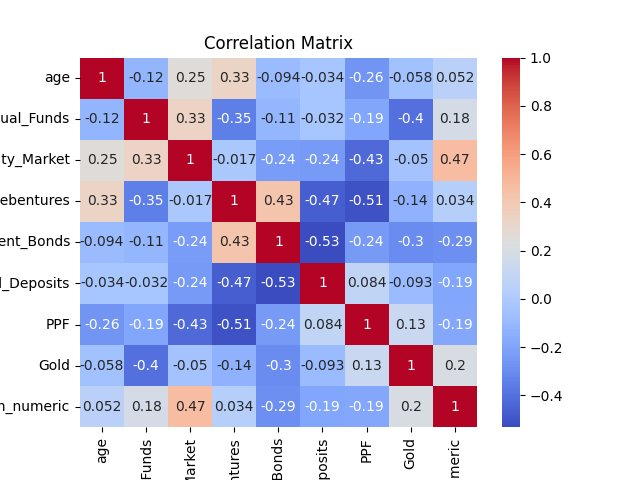 Correlation Matrix
age 1 -0.12 0.25 0.33 -0.094 -0.034 -0.26 -0.058 0.052
ual_Funds -0.12 1 0.33 -0.35 -0.11 -0.032 -0.19 -0.4 0.18
ty_Market 0.25 0.33 1 -0.017 -0.24 -0.24 -0.43 -0.05 0.47
ebentures 0.33 -0.35 -0.017 1 0.43 -0.47 -0.51 -0.14 0.034
ent_Bonds -0.094 -0.11 -0.24 0.43 1 -0.53 -0.24 -0.3 -0.29
d_Deposits -0.034 -0.032 -0.24 -0.47 -0.53 1 0.084 -0.093 -0.19
PPF -0.26 -0.19 -0.43 -0.51 -0.24 0.084 1 0.13 -0.19
Gold -0.058 -0.4 -0.05 -0.14 -0.3 -0.093 0.13 1 0.2
n_numeric 0.052 0.18 0.47 0.034 -0.29 -0.19 -0.19 0.2 1
age
Funds
Market
ntures
Bonds
posits
PPF
Gold
meric
1.0
0.8
0.6
0.4
0.2
0.0
-0.2
-0.4